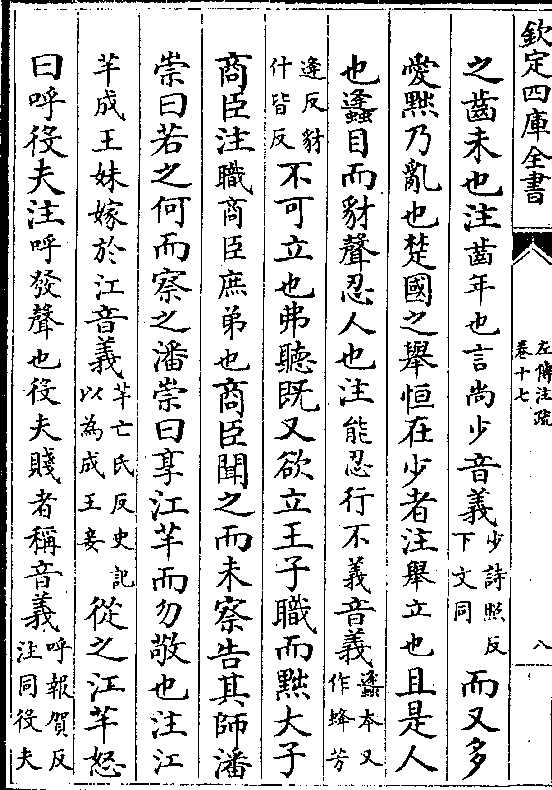 欽定四庫全書
左傳注疏
卷十七
八
之齒未也注齒年也言尚少音義少詩照反下文同而又多
愛黜乃亂也楚國之舉恒在少者注舉立也且是人
也蠭目而豺聲忍人也注能忍行不義音義蠭本又作蜂芳
逢反豺什皆反不可立也弗聽既又欲立王子職而黜大子
商臣注職商臣庶弟也商臣聞之而未察告其師潘
崇曰若之何而察之潘崇曰享江芊而勿敬也注江
芊成王妹嫁於江音義芊亡氏反史記以為成王妾從之江芊怒
曰呼役夫注呼發聲也役夫賤者稱音義呼報賀反注同役夫